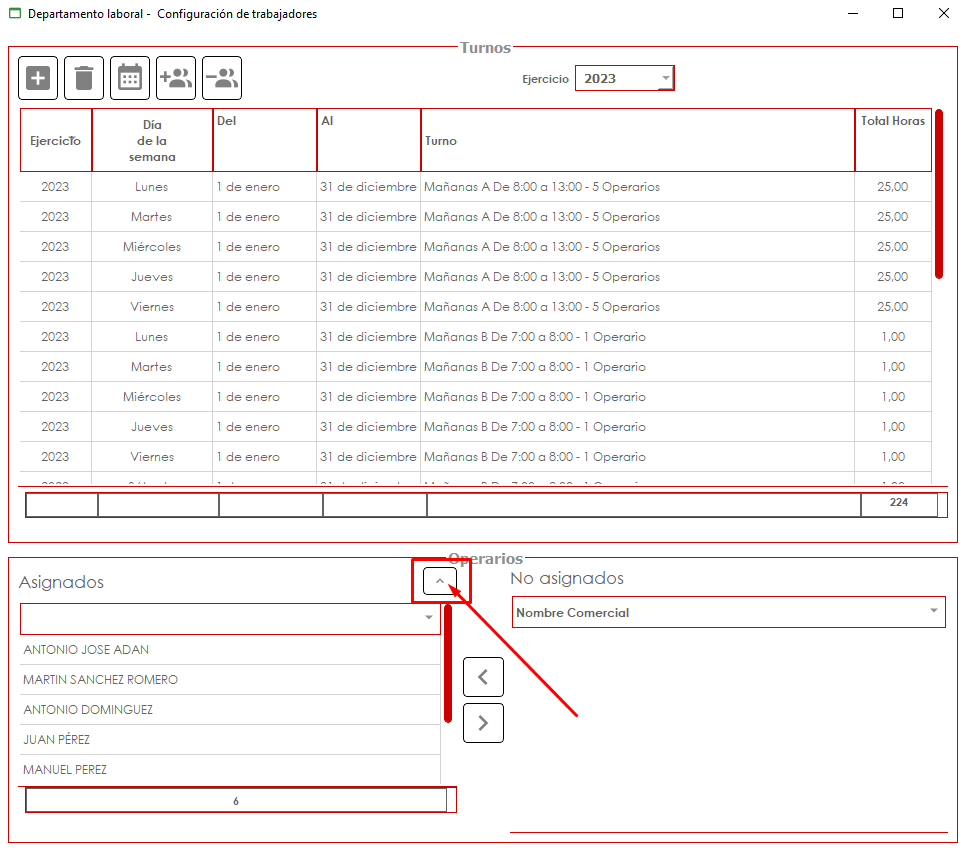 Departamento laboral - Configuración de trabajadores
Turnos
Ejercicio 2023
Ejercicio Día de la semana Del Al Turno Total Horas
2023 Lunes 1 de enero 31 de diciembre Mañanas A De 8:00 a 13:00 - 5 Operarios 25,00
2023 Martes 1 de enero 31 de diciembre Mañanas A De 8:00 a 13:00 - 5 Operarios 25,00
2023 Miércoles 1 de enero 31 de diciembre Mañanas A De 8:00 a 13:00 - 5 Operarios 25,00
2023 Jueves 1 de enero 31 de diciembre Mañanas A De 8:00 a 13:00 - 5 Operarios 25,00
2023 Viernes 1 de enero 31 de diciembre Mañanas A De 8:00 a 13:00 - 5 Operarios 25,00
2023 Lunes 1 de enero 31 de diciembre Mañanas B De 7:00 a 8:00 - 1 Operario 1,00
2023 Martes 1 de enero 31 de diciembre Mañanas B De 7:00 a 8:00 - 1 Operario 1,00
2023 Miércoles 1 de enero 31 de diciembre Mañanas B De 7:00 a 8:00 - 1 Operario 1,00
2023 Jueves 1 de enero 31 de diciembre Mañanas B De 7:00 a 8:00 - 1 Operario 1,00
2023 Viernes 1 de enero 31 de diciembre Mañanas B De 7:00 a 8:00 - 1 Operario 1,00
224
Operarios
Asignados
ANTONIO JOSE ADAN
MARTIN SANCHEZ ROMERO
ANTONIO DOMINGUEZ
JUAN PÉREZ
MANUEL PEREZ
6
No asignados
Nombre Comercial